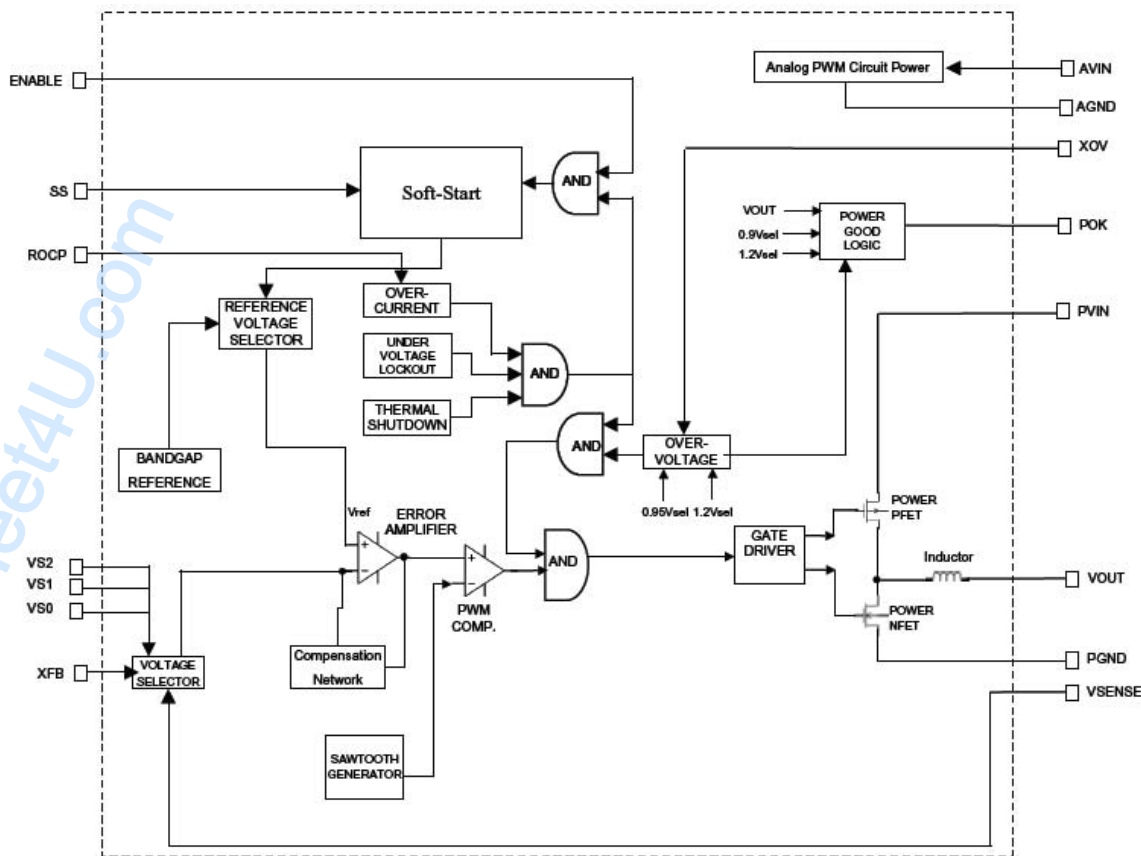 ENABLE
Analog PWM Circuit Power
AVIN
AGND
XOV
AND
SS
Soft-Start
VOUT
0.9Vsel
1.2Vsel
POWER
GOOD
LOGIC
POK
ROCP
OVER-
CURRENT
REFERENCE
VOLTAGE
SELECTOR
PVIN
UNDER
VOLTAGE
LOCKOUT
AND
THERMAL
SHUTDOWN
AND
OVER-
VOLTAGE
BANDGAP
REFERENCE
0.95Vsel
1.2Vsel
POWER
PFET
Vref
ERROR
AMPLIFIER
+
−
+
−
PWM
COMP.
AND
GATE
DRIVER
Inductor
VOUT
VS2
VS1
VS0
POWER
NFET
XFB
VOLTAGE
SELECTOR
Compensation
Network
PGND
VSENSE
SAWTOOTH
GENERATOR
eet4U.com